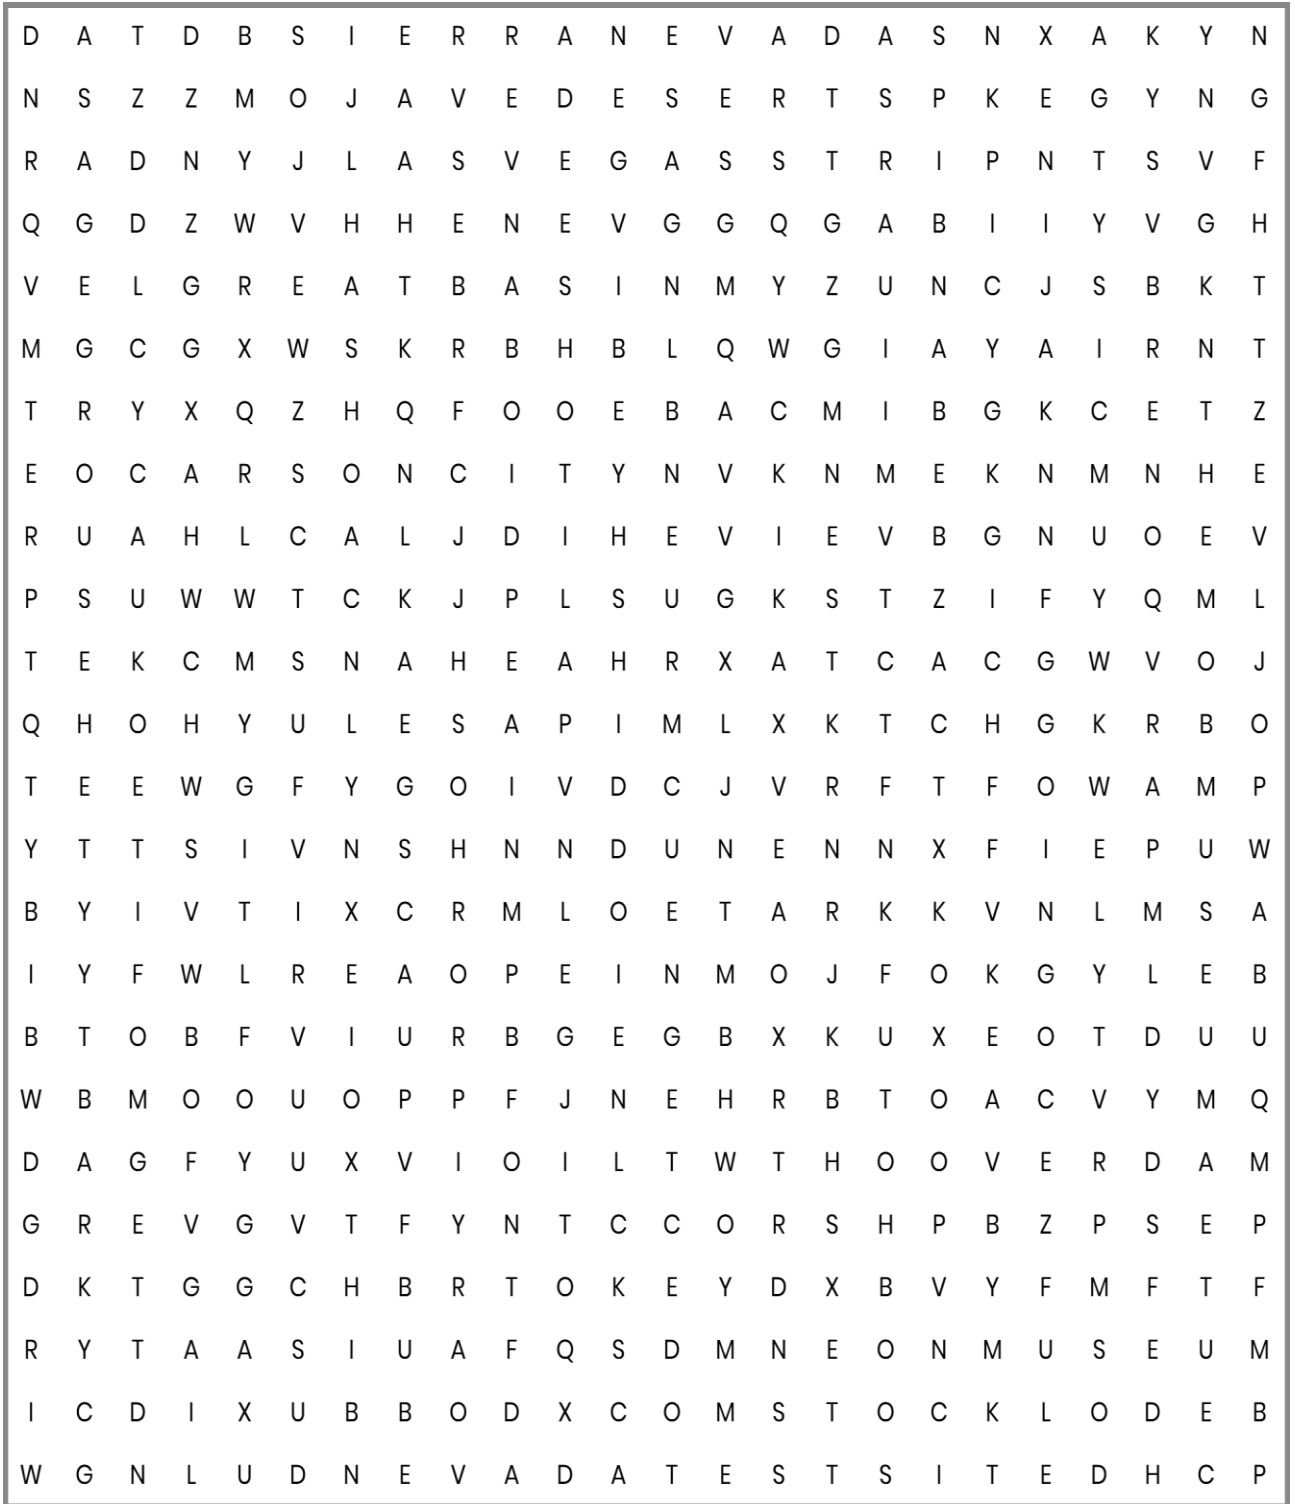 D A T D B S I E R R A N E V A D A S N X A K Y N
N S Z Z M O J A V E D E S E R T S P K E G Y N G
R A D N Y J L A S V E G A S S T R I P N T S V F
Q G D Z W V H H E N E V G G Q G A B I I Y V G H
V E L G R E A T B A S I N M Y Z U N C J S B K T
M G C G X W S K R B H B L Q W G I A Y A I R N T
T R Y X Q Z H Q F O O E B A C M I B G K C E T Z
E O C A R S O N C I T Y N V K N M E K N M N H E
R U A H L C A L J D I H E V I E V B G N U O E V
P S U W W T C K J P L S U G K S T Z I F Y Q M L
T E K C M S N A H E A H R X A T C A C G W V O J
Q H O H Y U L E S A P I M L X K T C H G K R B O
T E E W G F Y G O I V D C J V R F T F O W A M P
Y T T S I V N S H N N D U N E N N X F I E P U W
B Y I V T I X C R M L O E T A R K K V N L M S A
I Y F W L R E A O P E I N M O J F O K G Y L E B
B T O B F V I U R B G E G B X K U X E O T D U U
W B M O O U O P P F J N E H R B T O A C V Y M Q
D A G F Y U X V I O I L T W T H O O V E R D A M
G R E V G V T F Y N T C C O R S H P B Z P S E P
D K T G G C H B R T O K E Y D X B V Y F M F T F
R Y T A A S I U A F Q S D M N E O N M U S E U M
I C D I X U B B O D X C O M S T O C K L O D E B
W G N L U D N E V A D A T E S T S I T E D H C P